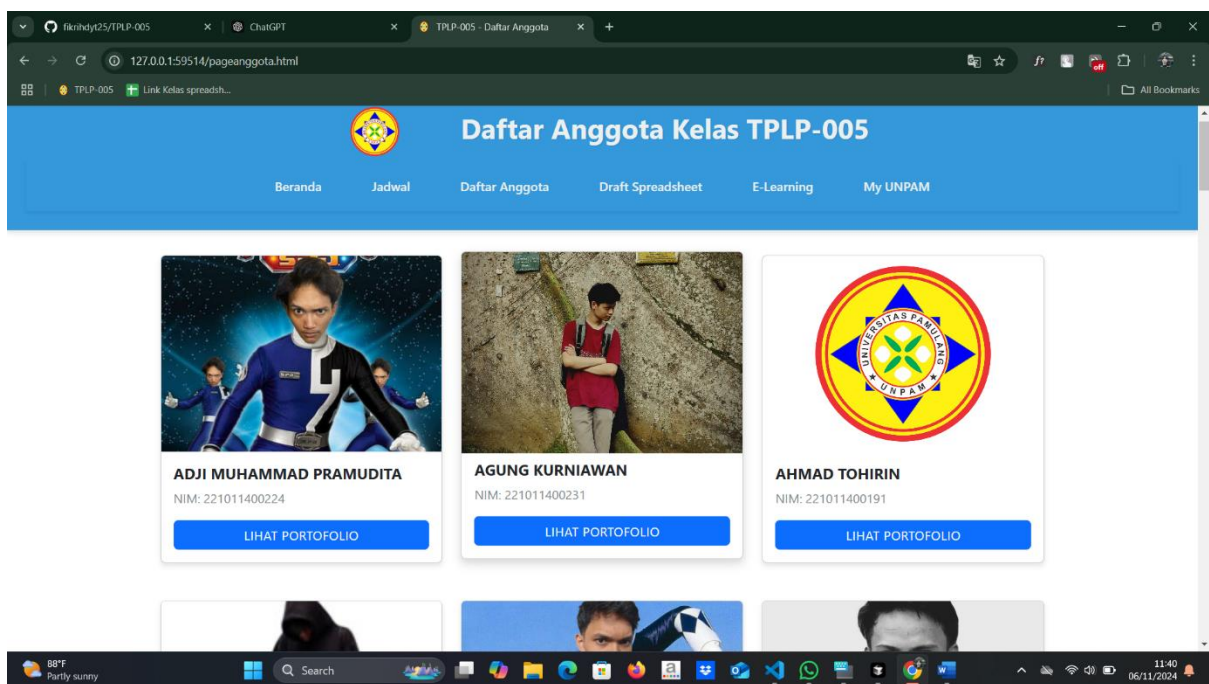 fikrihdyt25/TPLP-005
ChatGPT
TPLP-005 - Daftar Anggota
127.0.0.1:59514/pageanggota.html
off
TPLP-005
Link Kelas spreadsh...
All Bookmarks
Daftar Anggota Kelas TPLP-005
Beranda
Jadwal
Daftar Anggota
Draft Spreadsheet
E-Learning
My UNPAM
UNIVERSITAS PAMULANG
UNPAM
ADJI MUHAMMAD PRAMUDITA
NIM: 221011400224
LIHAT PORTOFOLIO
AGUNG KURNIAWAN
NIM: 221011400231
LIHAT PORTOFOLIO
AHMAD TOHIRIN
NIM: 221011400191
LIHAT PORTOFOLIO
88°F
Partly sunny
Search
11:40
06/11/2024